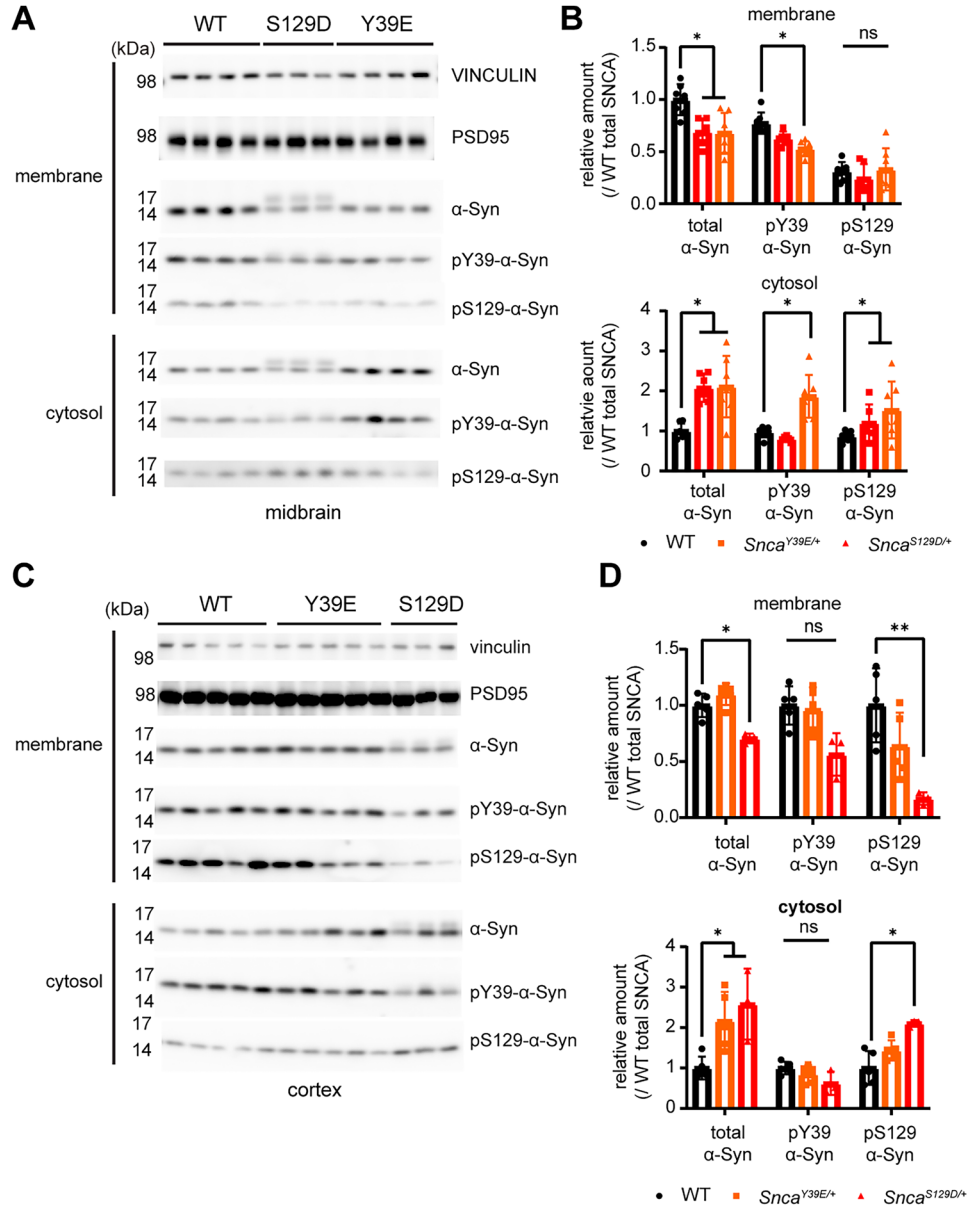 A
WT S129D Y39E
(kDa)
membrane
98 VINCULIN
98 PSD95
17
14 α-Syn
17
14 pY39-α-Syn
17
14 pS129-α-Syn
cytosol
17
14 α-Syn
17
14 pY39-α-Syn
17
14 pS129-α-Syn
midbrain
B
membrane
relative amount
(/ WT total SNCA)
1.5
1.0
0.5
0.0
* * ns
total
α-Syn
pY39
α-Syn
pS129
α-Syn
cytosol
relatvie aount
(/ WT total SNCA)
4
3
2
1
0
* * *
total
α-Syn
pY39
α-Syn
pS129
α-Syn
WT Snca^Y39E/+ Snca^S129D/+
C
WT Y39E S129D
(kDa)
membrane
98 vinculin
98 PSD95
17
14 α-Syn
17
14 pY39-α-Syn
17
14 pS129-α-Syn
cytosol
17
14 α-Syn
17
14 pY39-α-Syn
17
14 pS129-α-Syn
cortex
D
membrane
relative amount
(/ WT total SNCA)
1.5
1.0
0.5
0.0
* ns **
total
α-Syn
pY39
α-Syn
pS129
α-Syn
cytosol
relative amount
(/ WT total SNCA)
4
3
2
1
0
* ns *
total
α-Syn
pY39
α-Syn
pS129
α-Syn
WT Snca^Y39E/+ Snca^S129D/+